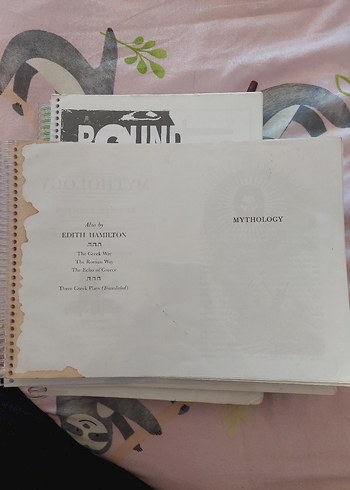 ROUND
Also by
EDITH HAMILTON
The Greek Way
The Roman Way
The Echo of Greece
Three Greek Plays (Translated)
MYTHOLOGY